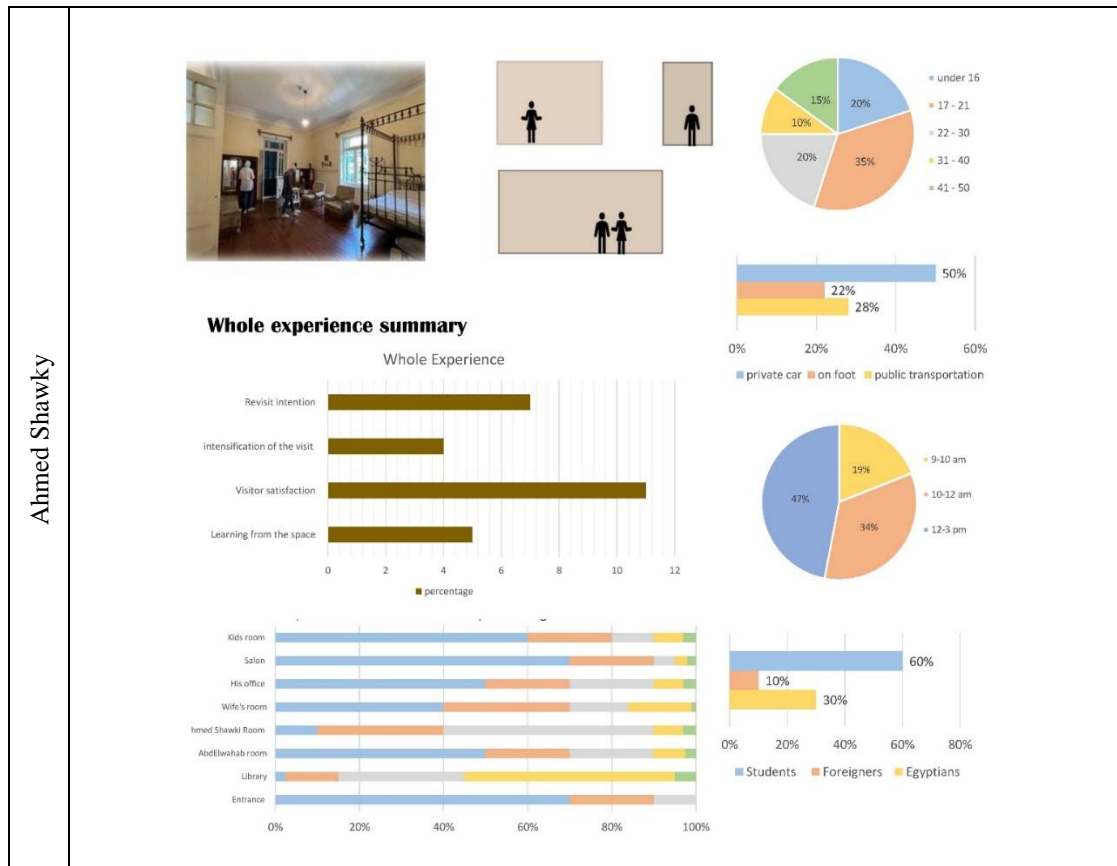 Ahmed Shawky
20%
35%
20%
10%
15%
under 16
17 - 21
22 - 30
31 - 40
41 - 50
50%
22%
28%
0% 20% 40% 60%
private car on foot public transportation
Whole experience summary
Whole Experience
Revisit intention
intensification of the visit
Visitor satisfaction
Learning from the space
0 2 4 6 8 10 12
percentage
19%
34%
47%
9-10 am
10-12 am
12-3 pm
Kids room
Salon
His office
Wife's room
hmed Shawki Room
AbdElwahab room
Library
Entrance
0% 20% 40% 60% 80% 100%
60%
10%
30%
0% 20% 40% 60% 80%
Students Foreigners Egyptians